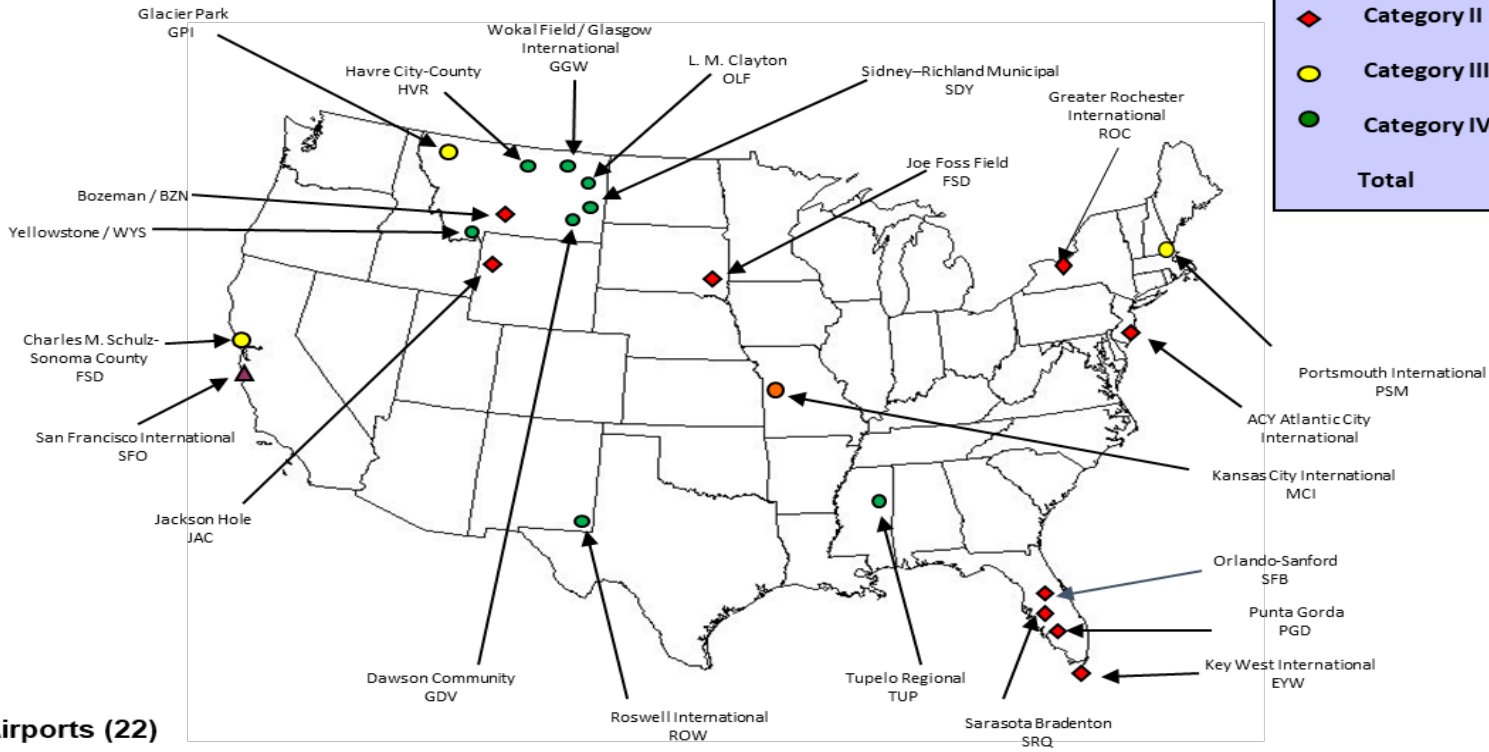 Glacier Park
GPI
Wokal Field / Glasgow
International
GGW
Havre City-County
HVR
L. M. Clayton
OLF
Sidney–Richland Municipal
SDY
Greater Rochester
International
ROC
Joe Foss Field
FSD
Category II
Category III
Category IV
Total
Bozeman / BZN
Yellowstone / WYS
Charles M. Schulz-
Sonoma County
FSD
San Francisco International
SFO
Jackson Hole
JAC
Portsmouth International
PSM
ACY Atlantic City
International
Kansas City International
MCI
Orlando-Sanford
SFB
Punta Gorda
PGD
Key West International
EYW
Dawson Community
GDV
Roswell International
ROW
Tupelo Regional
TUP
Sarasota Bradenton
SRQ
irports (22)